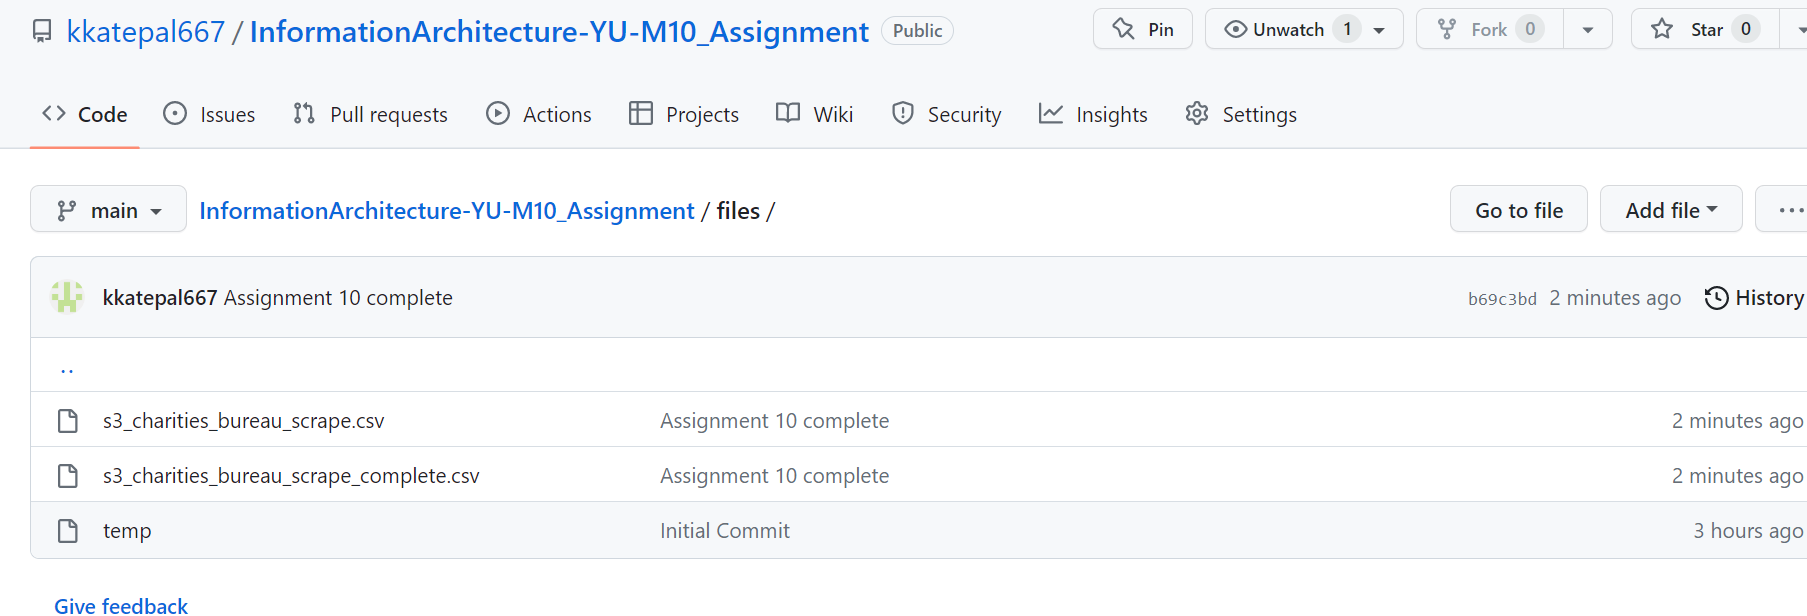 kkatepal667 / InformationArchitecture-YU-M10_Assignment Public Pin Unwatch 1 Fork 0 Star 0
Code Issues Pull requests Actions Projects Wiki Security Insights Settings
main InformationArchitecture-YU-M10_Assignment / files / Go to file Add file ...
kkatepal667 Assignment 10 complete b69c3bd 2 minutes ago History
..
s3_charities_bureau_scrape.csv Assignment 10 complete 2 minutes ago
s3_charities_bureau_scrape_complete.csv Assignment 10 complete 2 minutes ago
temp Initial Commit 3 hours ago
Give feedback